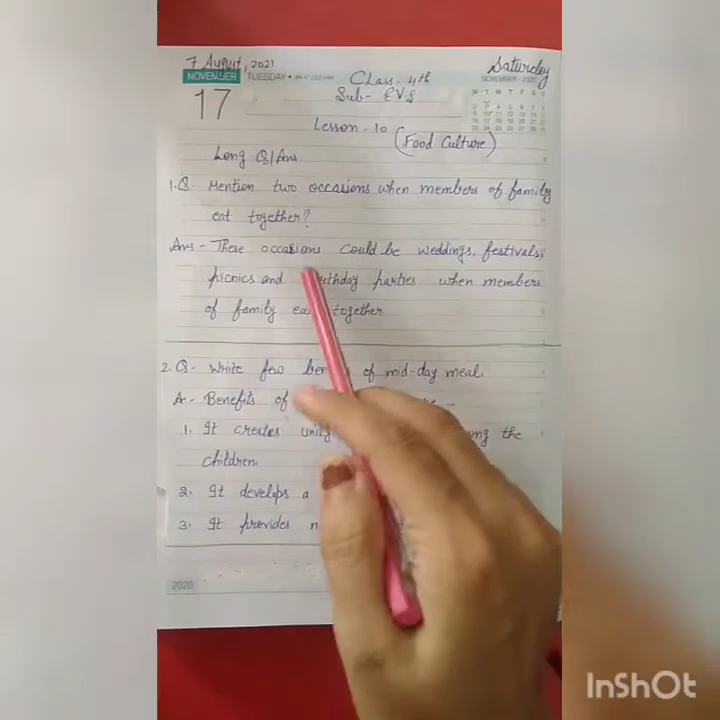 7 August, 2021
Saturday
NOVEMBER TUESDAY
NOVEMBER - 2020
17
Class - 4th
Sub- EVS
Lesson - 10 (Food Culture)
Long Q/Ans
1.Q- Mention two occasions when members of family
eat together?
Ans - These occasions could be weddings, festivals,
picnics and birthday parties when members
of family eat together.
2.Q- Write few of mid-day meal.
A- Benefits of
1. It creates the
children.
2. It develops a
3. It provides
2020
InShOt